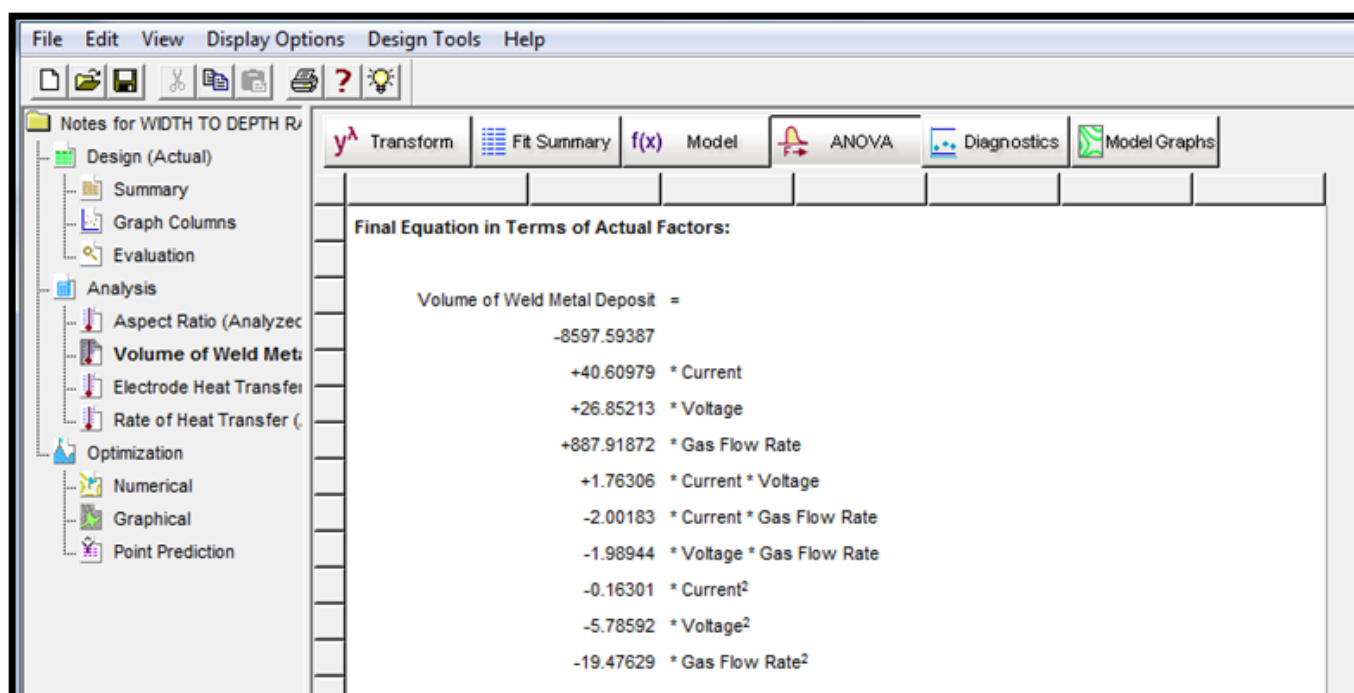 File Edit View Display Options Design Tools Help
Notes for WIDTH TO DEPTH RA
Design (Actual)
Summary
Graph Columns
Evaluation
Analysis
Aspect Ratio (Analyzed
Volume of Weld Meta
Electrode Heat Transfer
Rate of Heat Transfer (.
Optimization
Numerical
Graphical
Point Prediction
yλ Transform Fit Summary f(x) Model ANOVA Diagnostics Model Graphs
Final Equation in Terms of Actual Factors:
Volume of Weld Metal Deposit =
-8597.59387
+40.60979 * Current
+26.85213 * Voltage
+887.91872 * Gas Flow Rate
+1.76306 * Current * Voltage
-2.00183 * Current * Gas Flow Rate
-1.98944 * Voltage * Gas Flow Rate
-0.16301 * Current²
-5.78592 * Voltage²
-19.47629 * Gas Flow Rate²